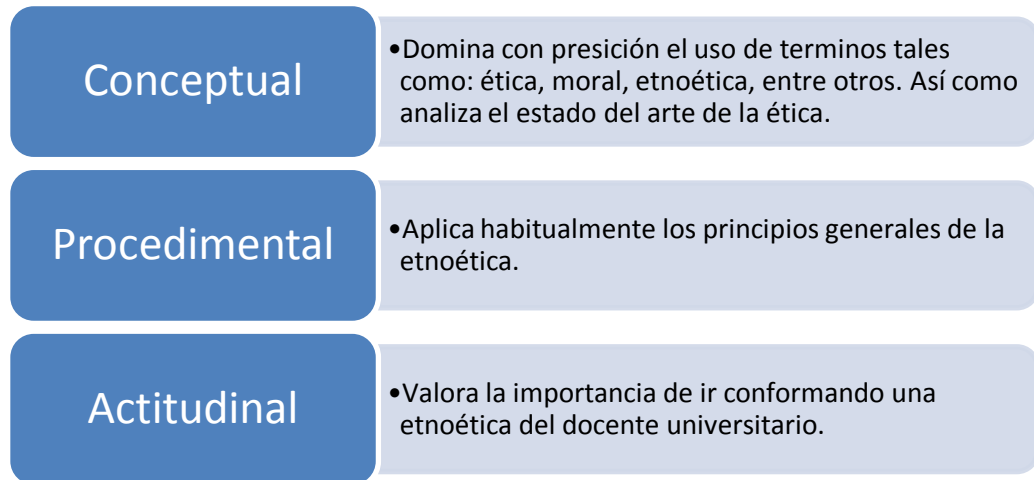 Conceptual
•Domina con presición el uso de terminos tales
como: ética, moral, etnoética, entre otros. Así como
analiza el estado del arte de la ética.
Procedimental
•Aplica habitualmente los principios generales de la
etnoética.
Actitudinal
•Valora la importancia de ir conformando una
etnoética del docente universitario.